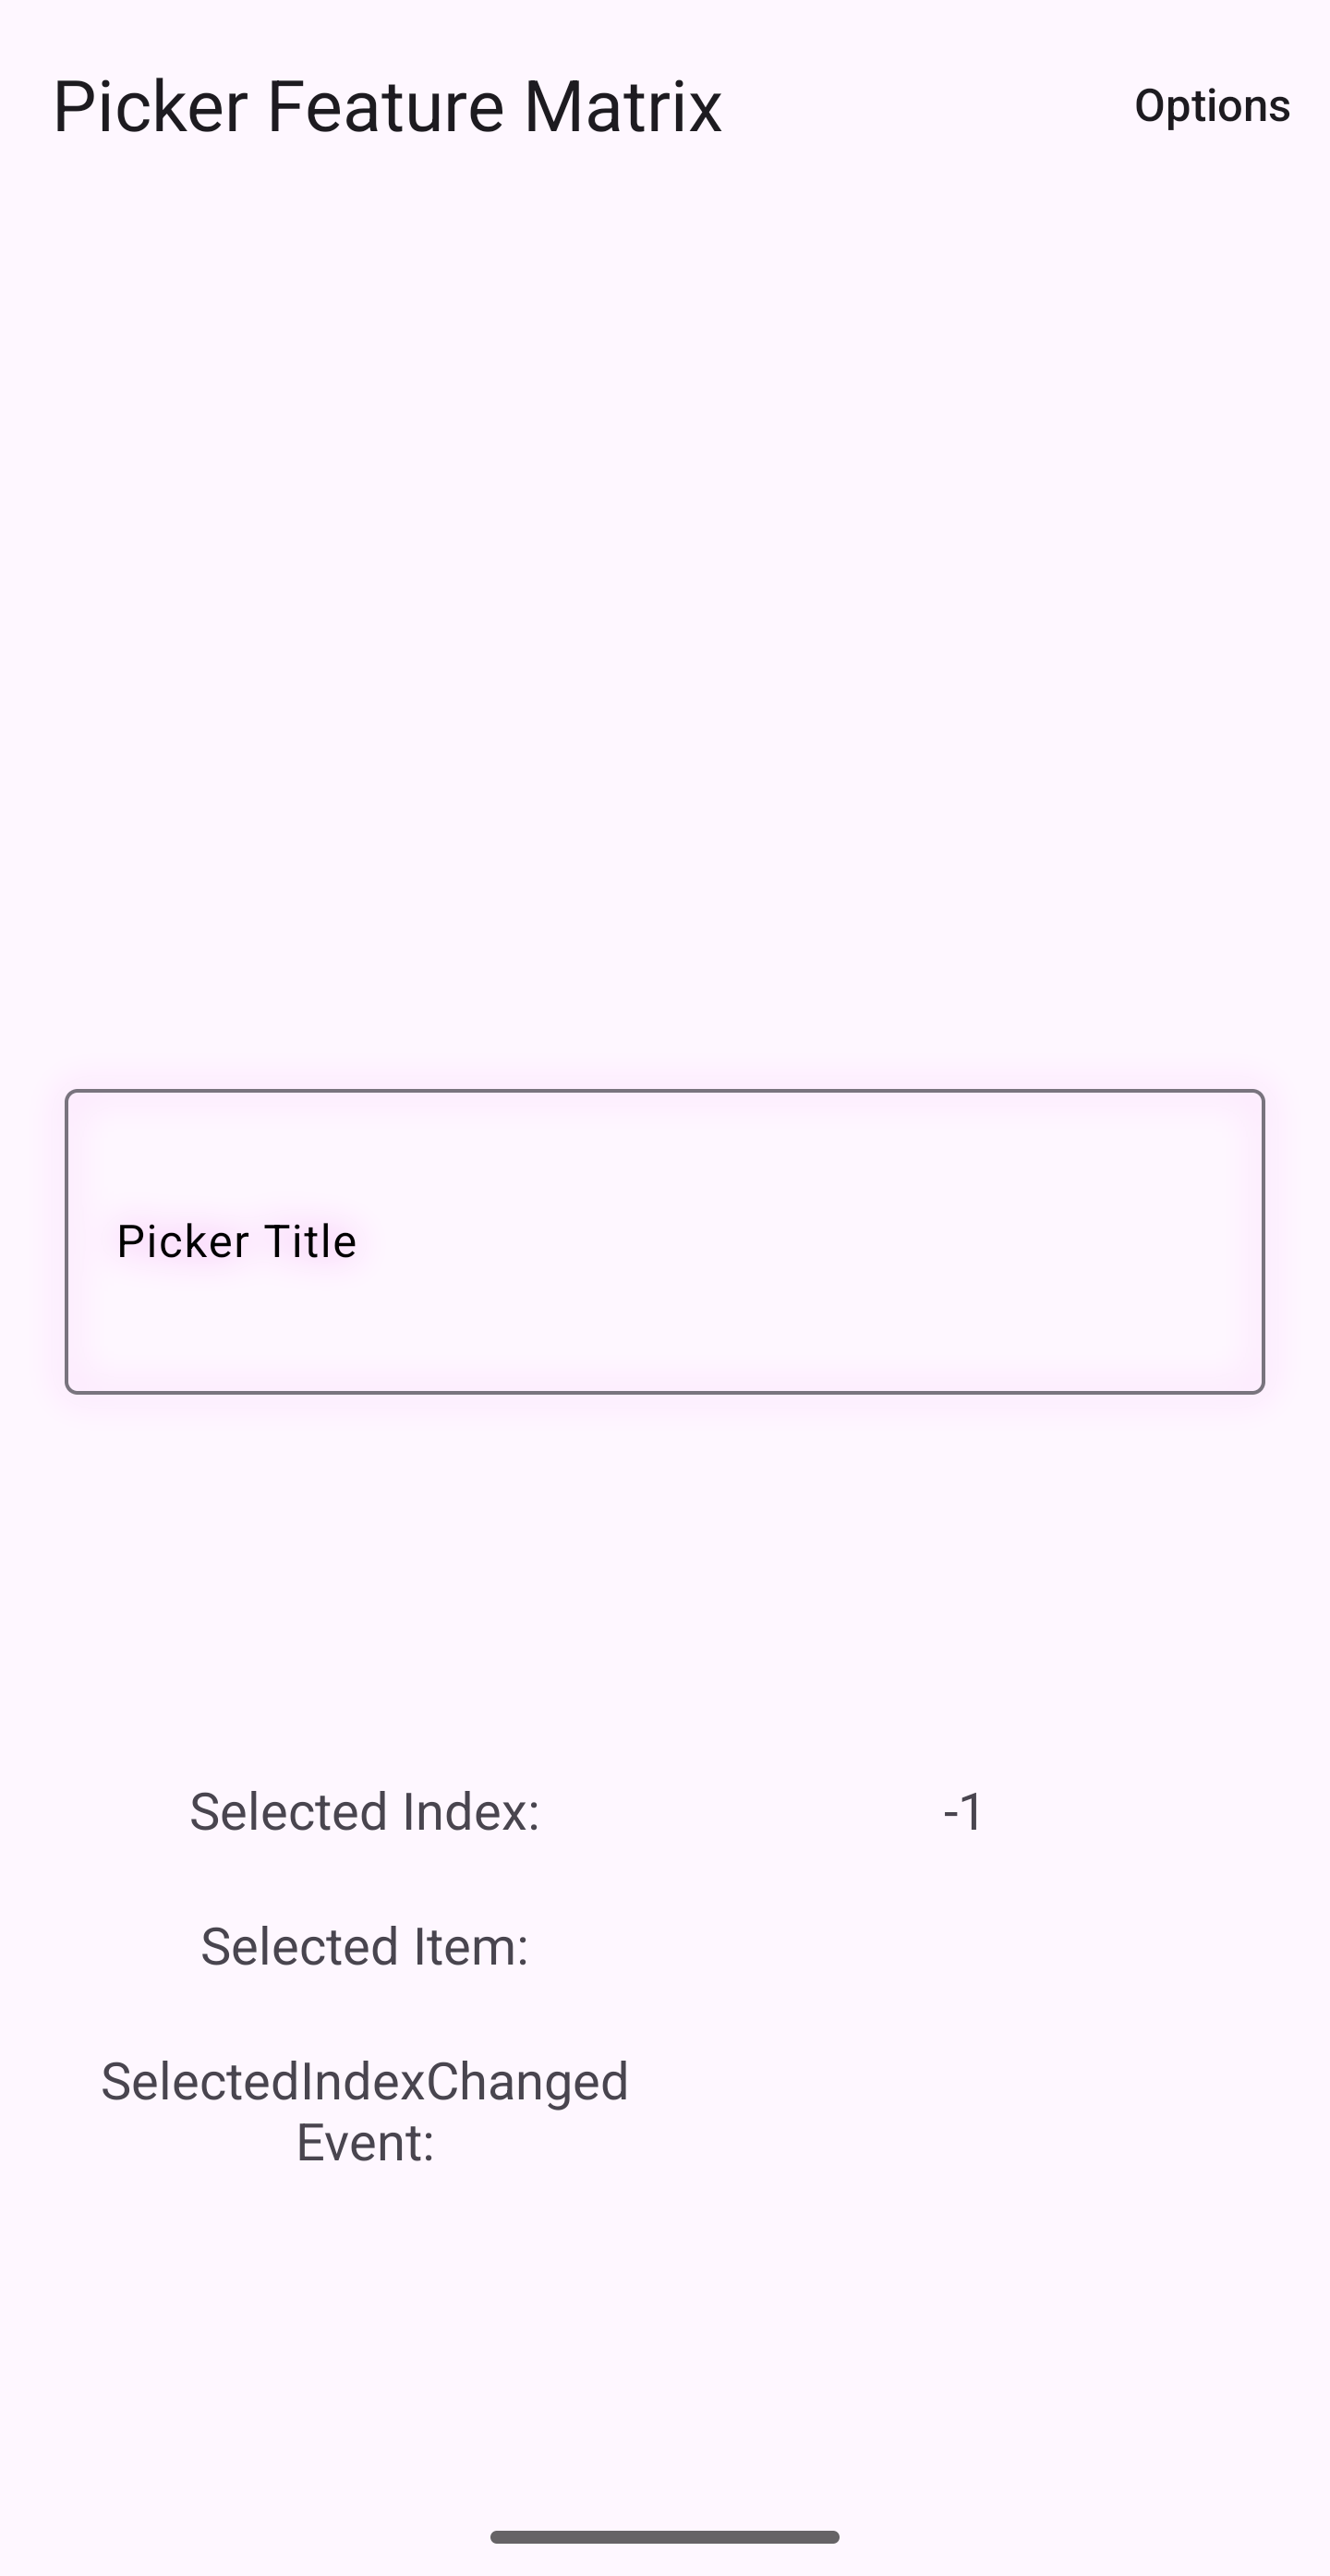 Picker Feature Matrix
Options
Picker Title
Selected Index:
-1
Selected Item:
SelectedIndexChanged
Event: